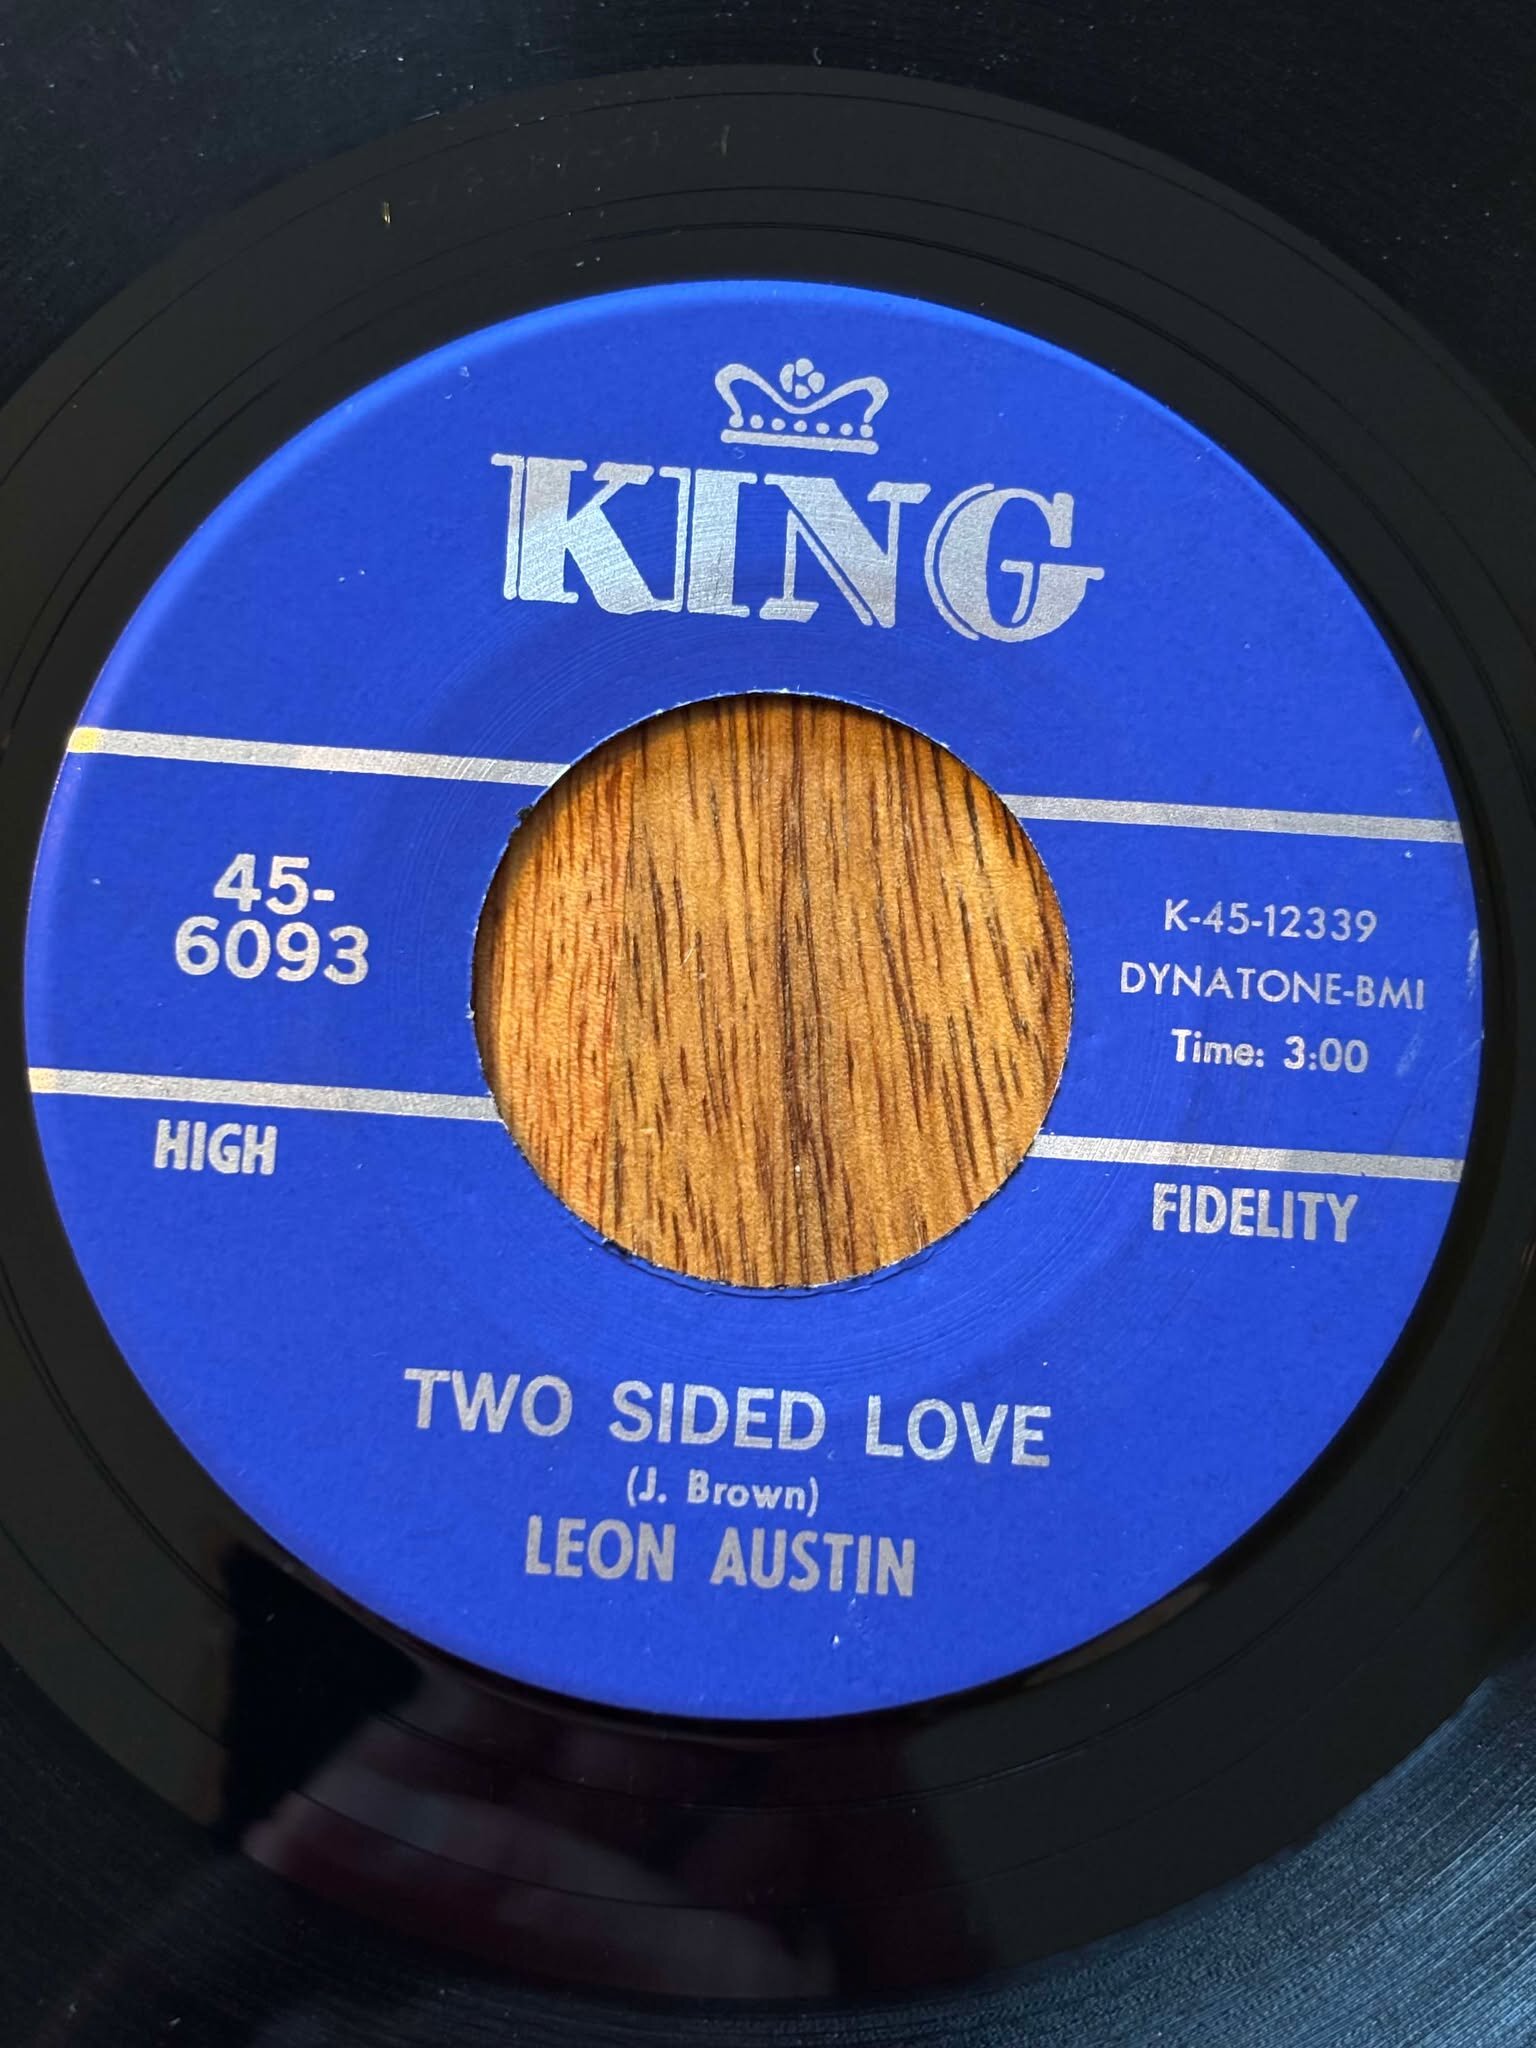 KING
45-
6093
K-45-12339
DYNATONE-BMI
Time: 3:00
HIGH
FIDELITY
TWO SIDED LOVE
(J. Brown)
LEON AUSTIN